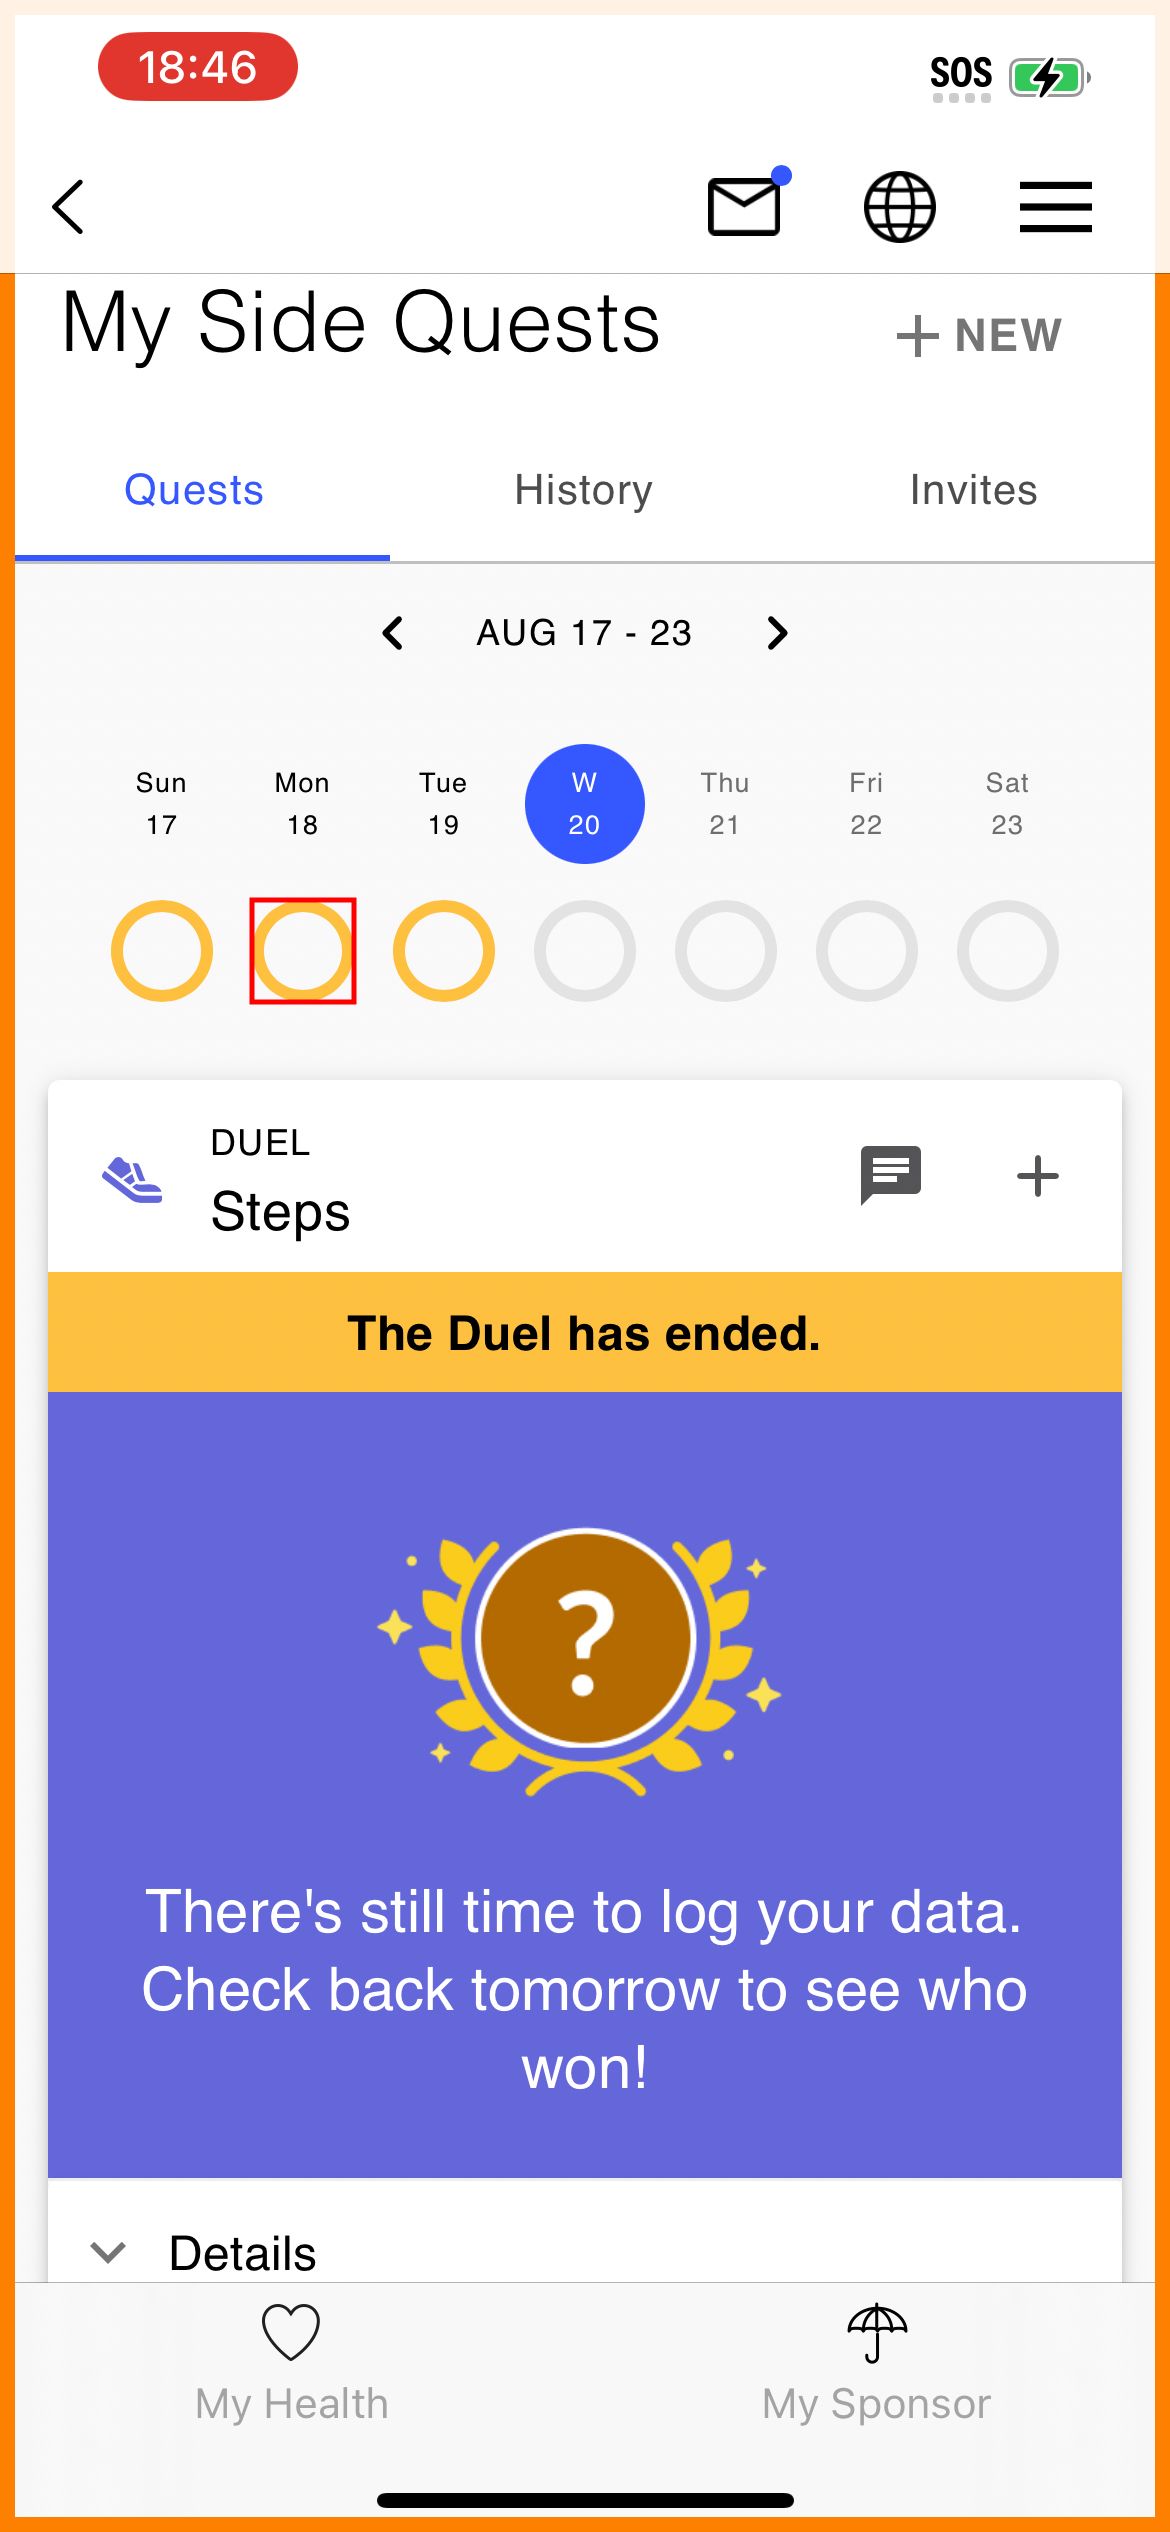 18:46
SOS
My Side Quests
+ NEW
Quests
History
Invites
AUG 17 - 23
Sun
Mon
Tue
W
Thu
Fri
Sat
17
18
19
20
21
22
23
DUEL
Steps
The Duel has ended.
?
There's still time to log your data.
Check back tomorrow to see who
won!
Details
My Health
My Sponsor